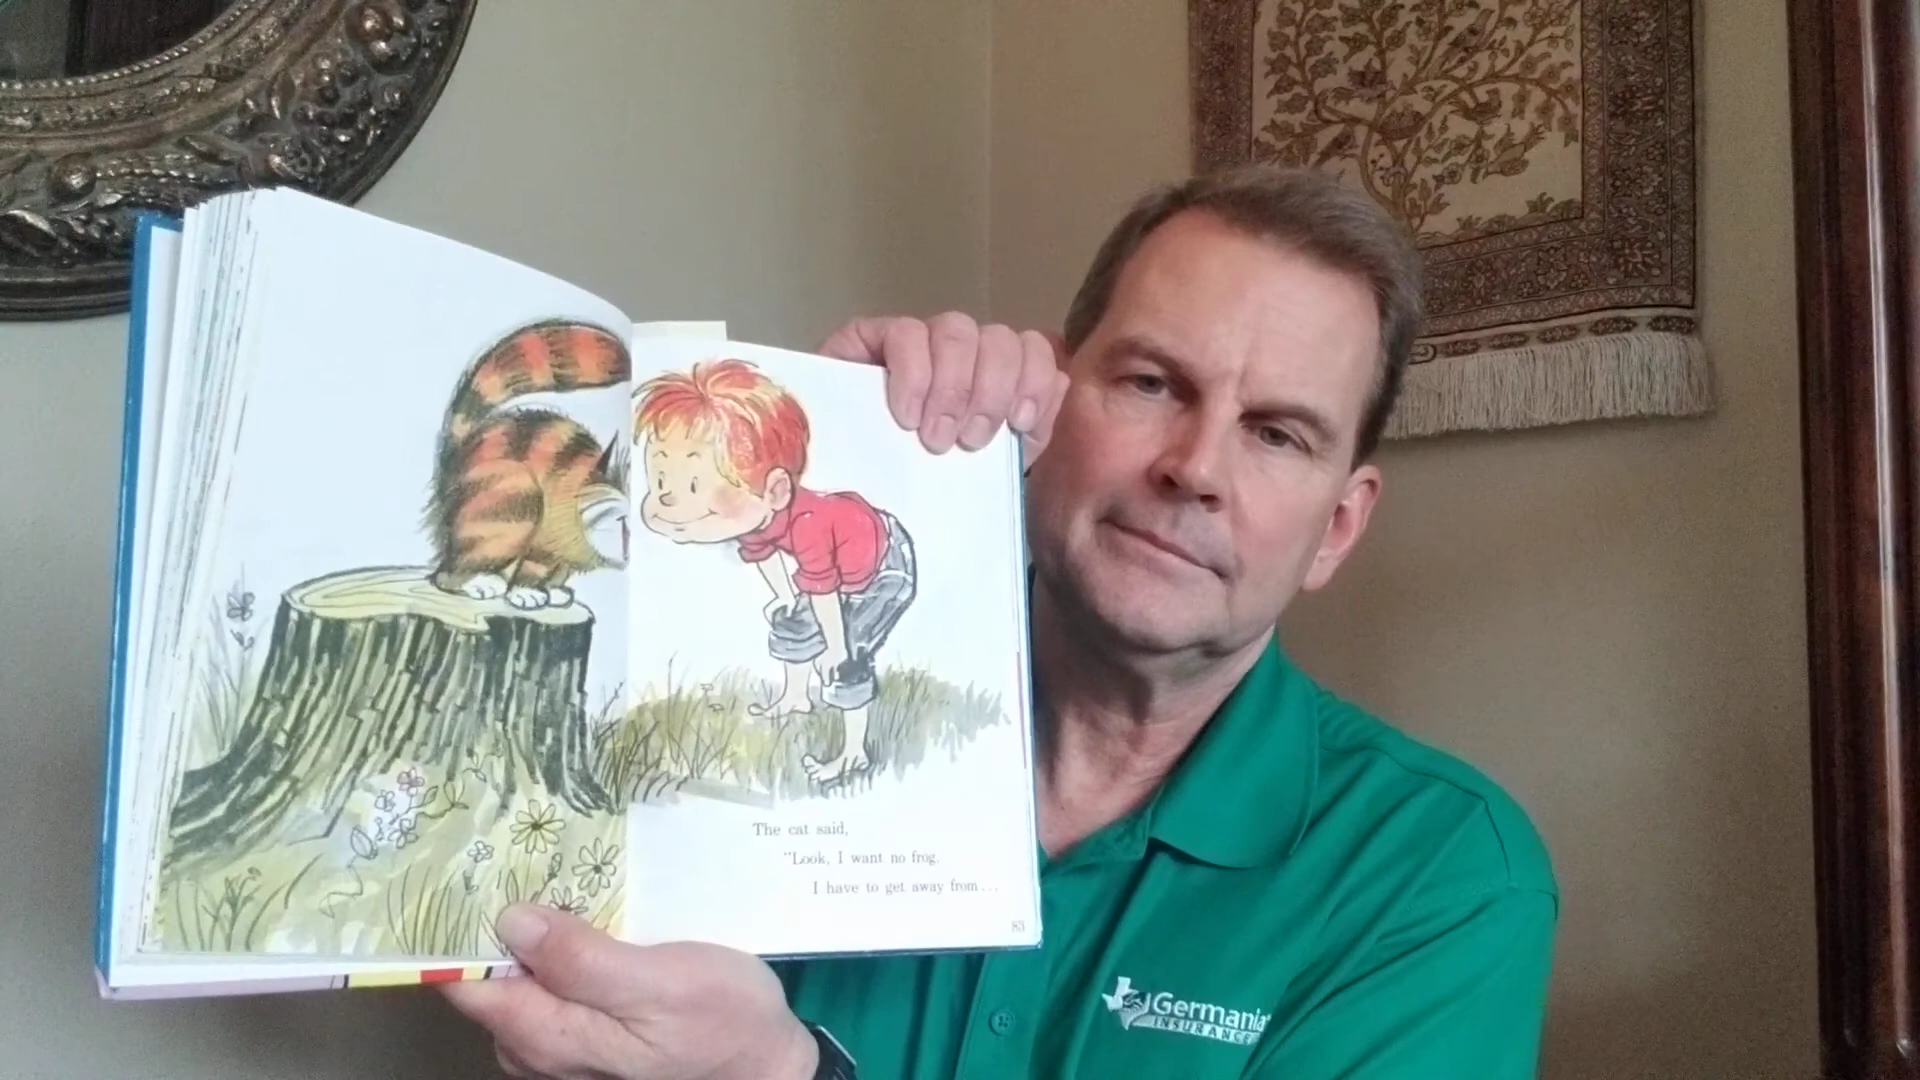 The cat said,
"Look, I want no frog.
I have to get away from...
83
Germania
INSURANCE